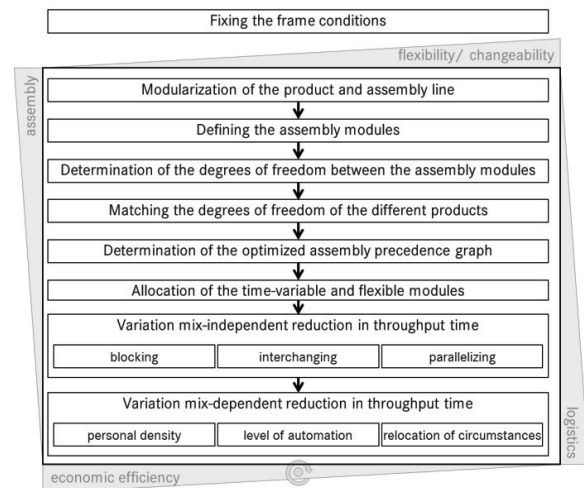 Fixing the frame conditions
flexibility/ changeability
assembly
Modularization of the product and assembly line
Defining the assembly modules
Determination of the degrees of freedom between the assembly modules
Matching the degrees of freedom of the different products
Determination of the optimized assembly precedence graph
Allocation of the time-variable and flexible modules
Variation mix-independent reduction in throughput time
blocking
interchanging
parallelizing
Variation mix-dependent reduction in throughput time
personal density
level of automation
relocation of circumstances
logistics
economic efficiency